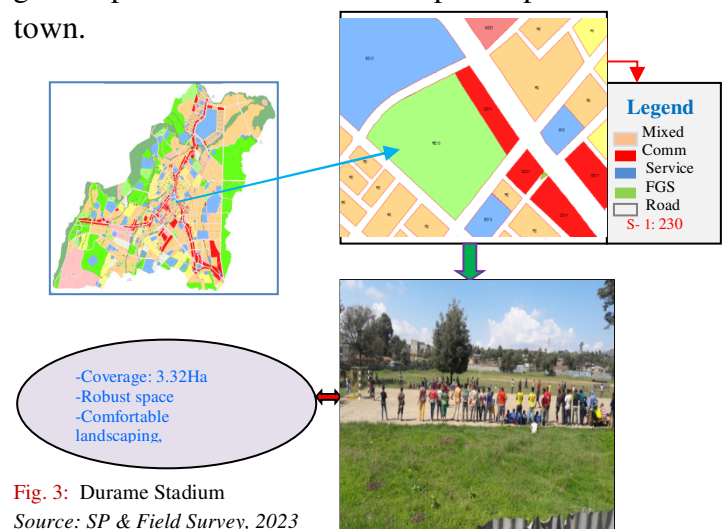 town.
Legend
Mixed
Comm
Service
FGS
Road
S- 1: 230
-Coverage: 3.32Ha
-Robust space
-Comfortable
landscaping,
Fig. 3: Durame Stadium
Source: SP & Field Survey, 2023